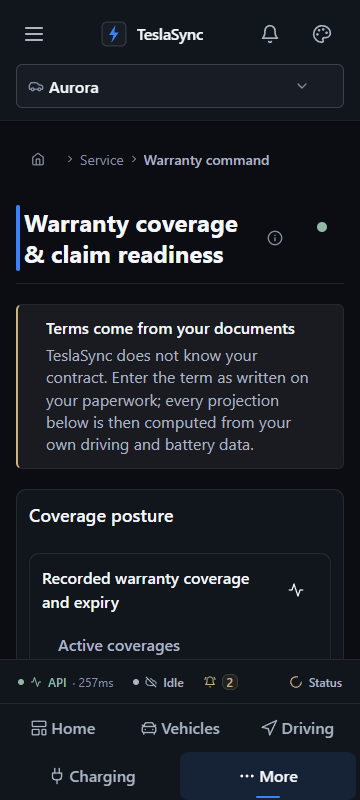 TeslaSync
Aurora
Service
Warranty command
Warranty coverage
& claim readiness
Terms come from your documents
TeslaSync does not know your
contract. Enter the term as written on
your paperwork; every projection
below is then computed from your
own driving and battery data.
Coverage posture
Recorded warranty coverage
and expiry
Active coverages
API · 257ms
Idle
2
Status
Home
Vehicles
Driving
Charging
More